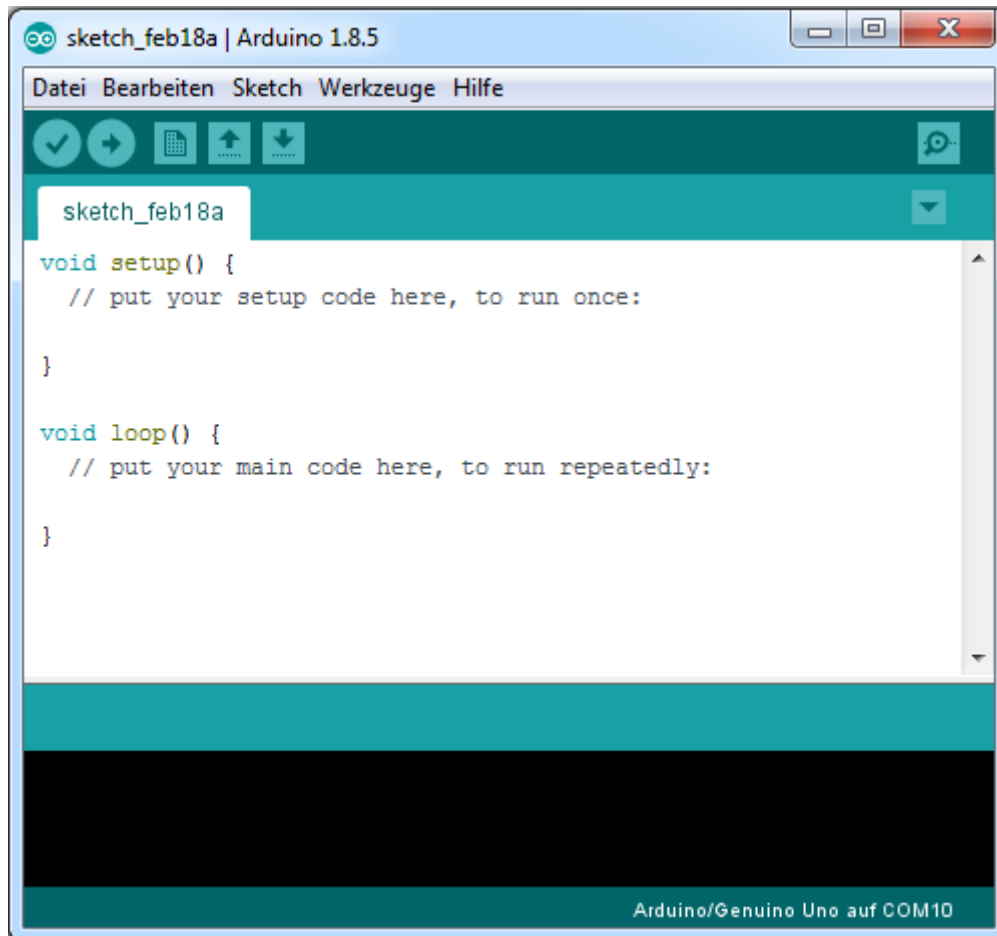 sketch_feb18a | Arduino 1.8.5
Datei Bearbeiten Sketch Werkzeuge Hilfe
sketch_feb18a
void setup() {
  // put your setup code here, to run once:
}
void loop() {
  // put your main code here, to run repeatedly:
}
Arduino/Genuino Uno auf COM10